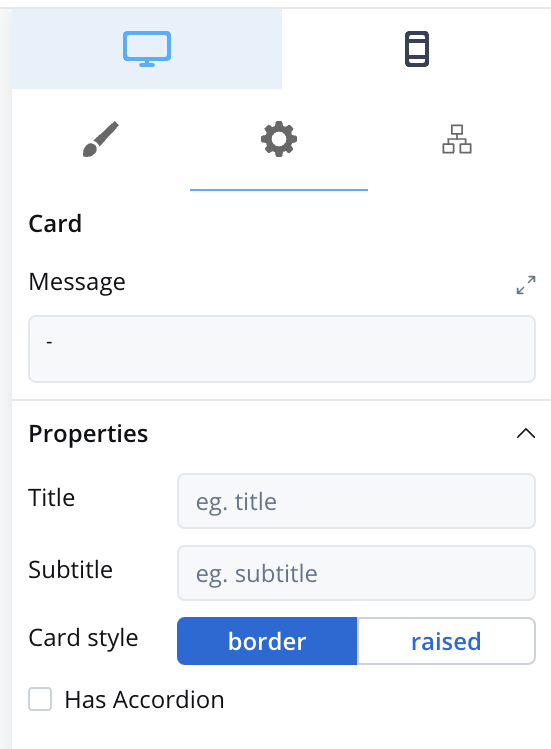 Card
Message
-
Properties
Title
eg. title
Subtitle
eg. subtitle
Card style
border
raised
Has Accordion